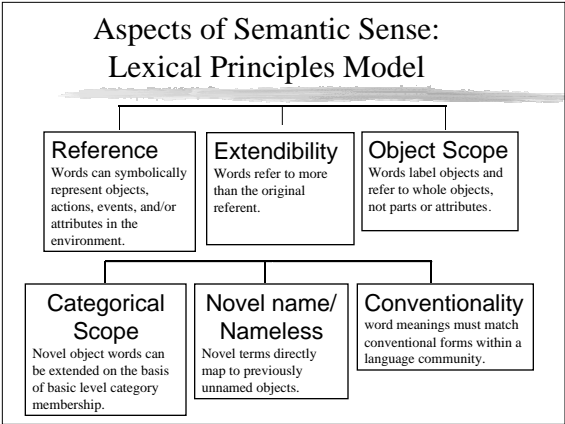 Aspects of Semantic Sense:
Lexical Principles Model
Reference
Words can symbolically
represent objects,
actions, events, and/or
attributes in the
environment.
Extendibility
Words refer to more
than the original
referent.
Object Scope
Words label objects and
refer to whole objects,
not parts or attributes.
Categorical
Scope
Novel object words can
be extended on the basis
of basic level category
membership.
Novel name/
Nameless
Novel terms directly
map to previously
unnamed objects.
Conventionality
word meanings must match
conventional forms within a
language community.